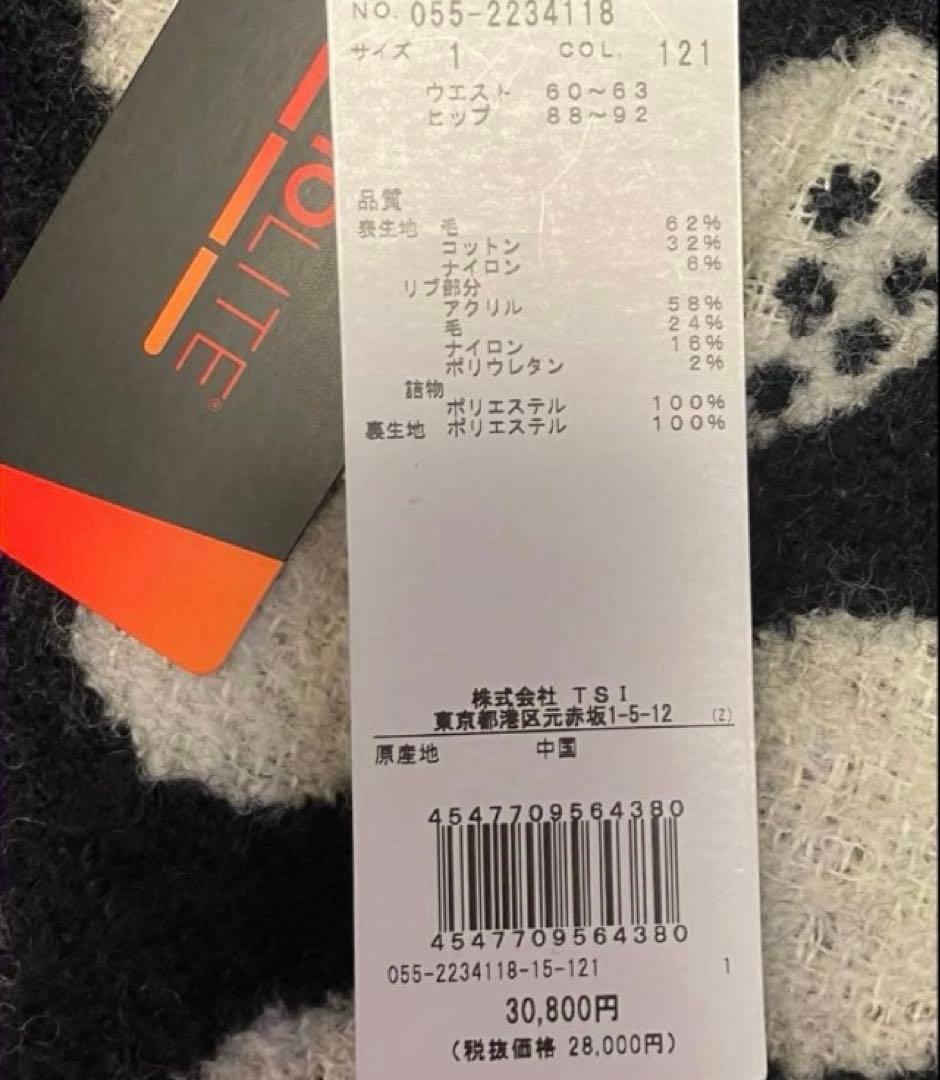 NO. 055-2234118
サイズ 1 COL. 121
ウエスト 60～63
ヒップ 88～92
品質
表生地 毛 62%
コットン 32%
ナイロン 6%
リブ部分
アクリル 58%
毛 24%
ナイロン 16%
ポリウレタン 2%
詰物
ポリエステル 100%
裏生地 ポリエステル 100%
株式会社 TSI
東京都港区元赤坂1-5-12 (Z)
原産地 中国
4547709564380
4547709564380
055-2234118-15-121 1
30,800円
(税抜価格 28,000円)
OLITE®